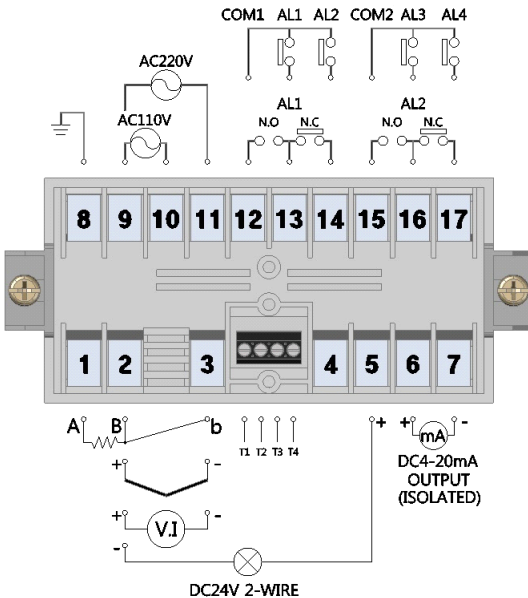 COM1 AL1 AL2 COM2 AL3 AL4
AC220V
AC110V
AL1 AL2
N.O N.C N.O N.C
8 9 10 11 12 13 14 15 16 17
1 2 3 4 5 6 7
A B b + + -
T1 T2 T3 T4
mA
+ -
DC4-20mA
OUTPUT
(ISOLATED)
+ V.I -
-
DC24V 2-WIRE